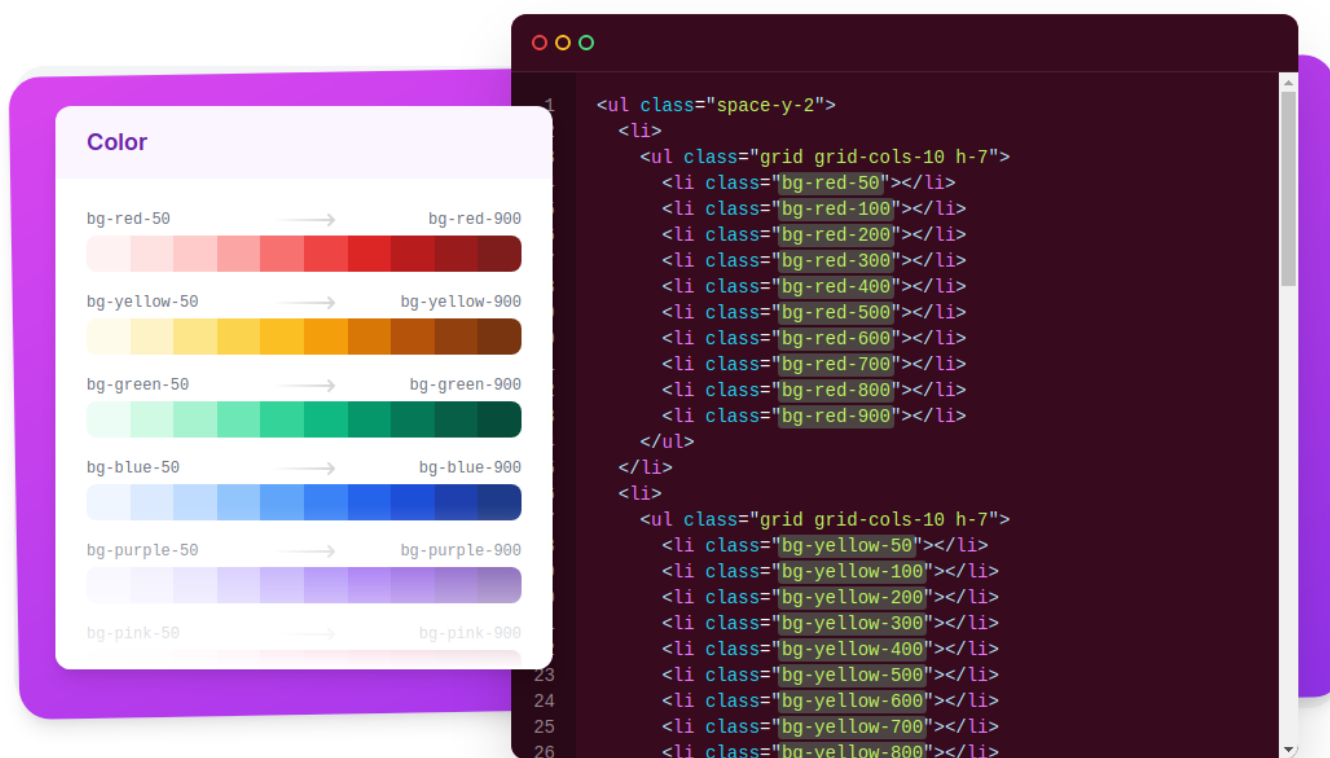 Color
bg-red-50 bg-red-900
bg-yellow-50 bg-yellow-900
bg-green-50 bg-green-900
bg-blue-50 bg-blue-900
bg-purple-50 bg-purple-900
bg-pink-50 bg-pink-900
1 <ul class="space-y-2">
<li>
<ul class="grid grid-cols-10 h-7">
<li class="bg-red-50"></li>
<li class="bg-red-100"></li>
<li class="bg-red-200"></li>
<li class="bg-red-300"></li>
<li class="bg-red-400"></li>
<li class="bg-red-500"></li>
<li class="bg-red-600"></li>
<li class="bg-red-700"></li>
<li class="bg-red-800"></li>
<li class="bg-red-900"></li>
</ul>
</li>
<li>
<ul class="grid grid-cols-10 h-7">
<li class="bg-yellow-50"></li>
<li class="bg-yellow-100"></li>
<li class="bg-yellow-200"></li>
<li class="bg-yellow-300"></li>
<li class="bg-yellow-400"></li>
23 <li class="bg-yellow-500"></li>
24 <li class="bg-yellow-600"></li>
25 <li class="bg-yellow-700"></li>
26 <li class="bg-yellow-800"></li>